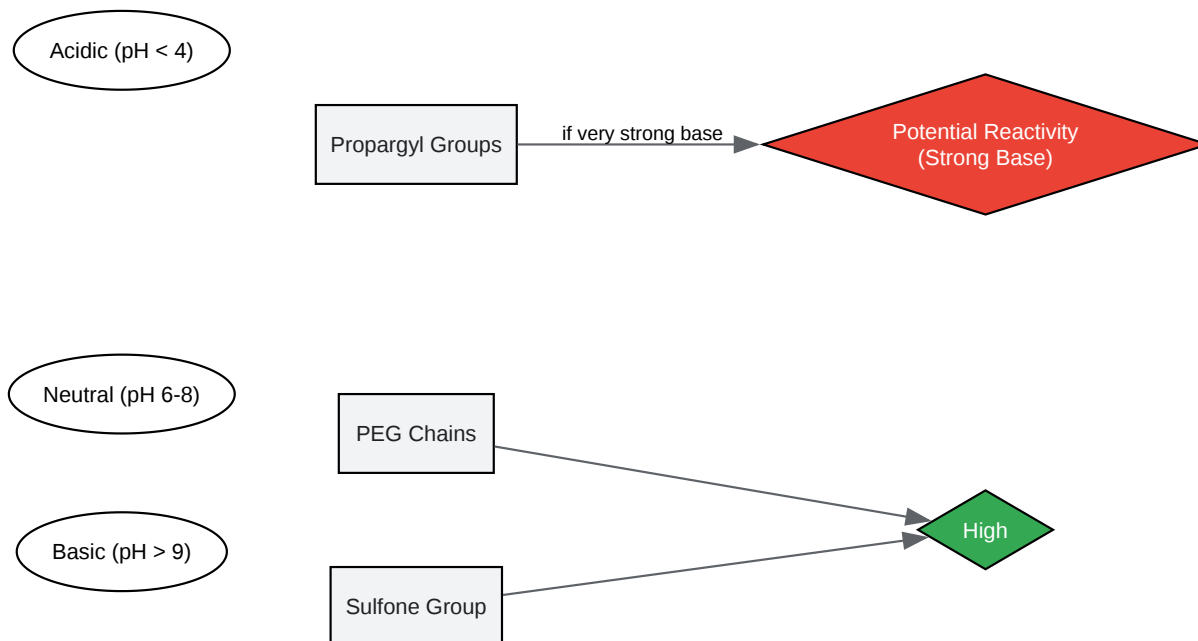 Acidic (pH < 4)
Propargyl Groups
if very strong base
Potential Reactivity
(Strong Base)
Neutral (pH 6-8)
PEG Chains
High
Basic (pH > 9)
Sulfone Group